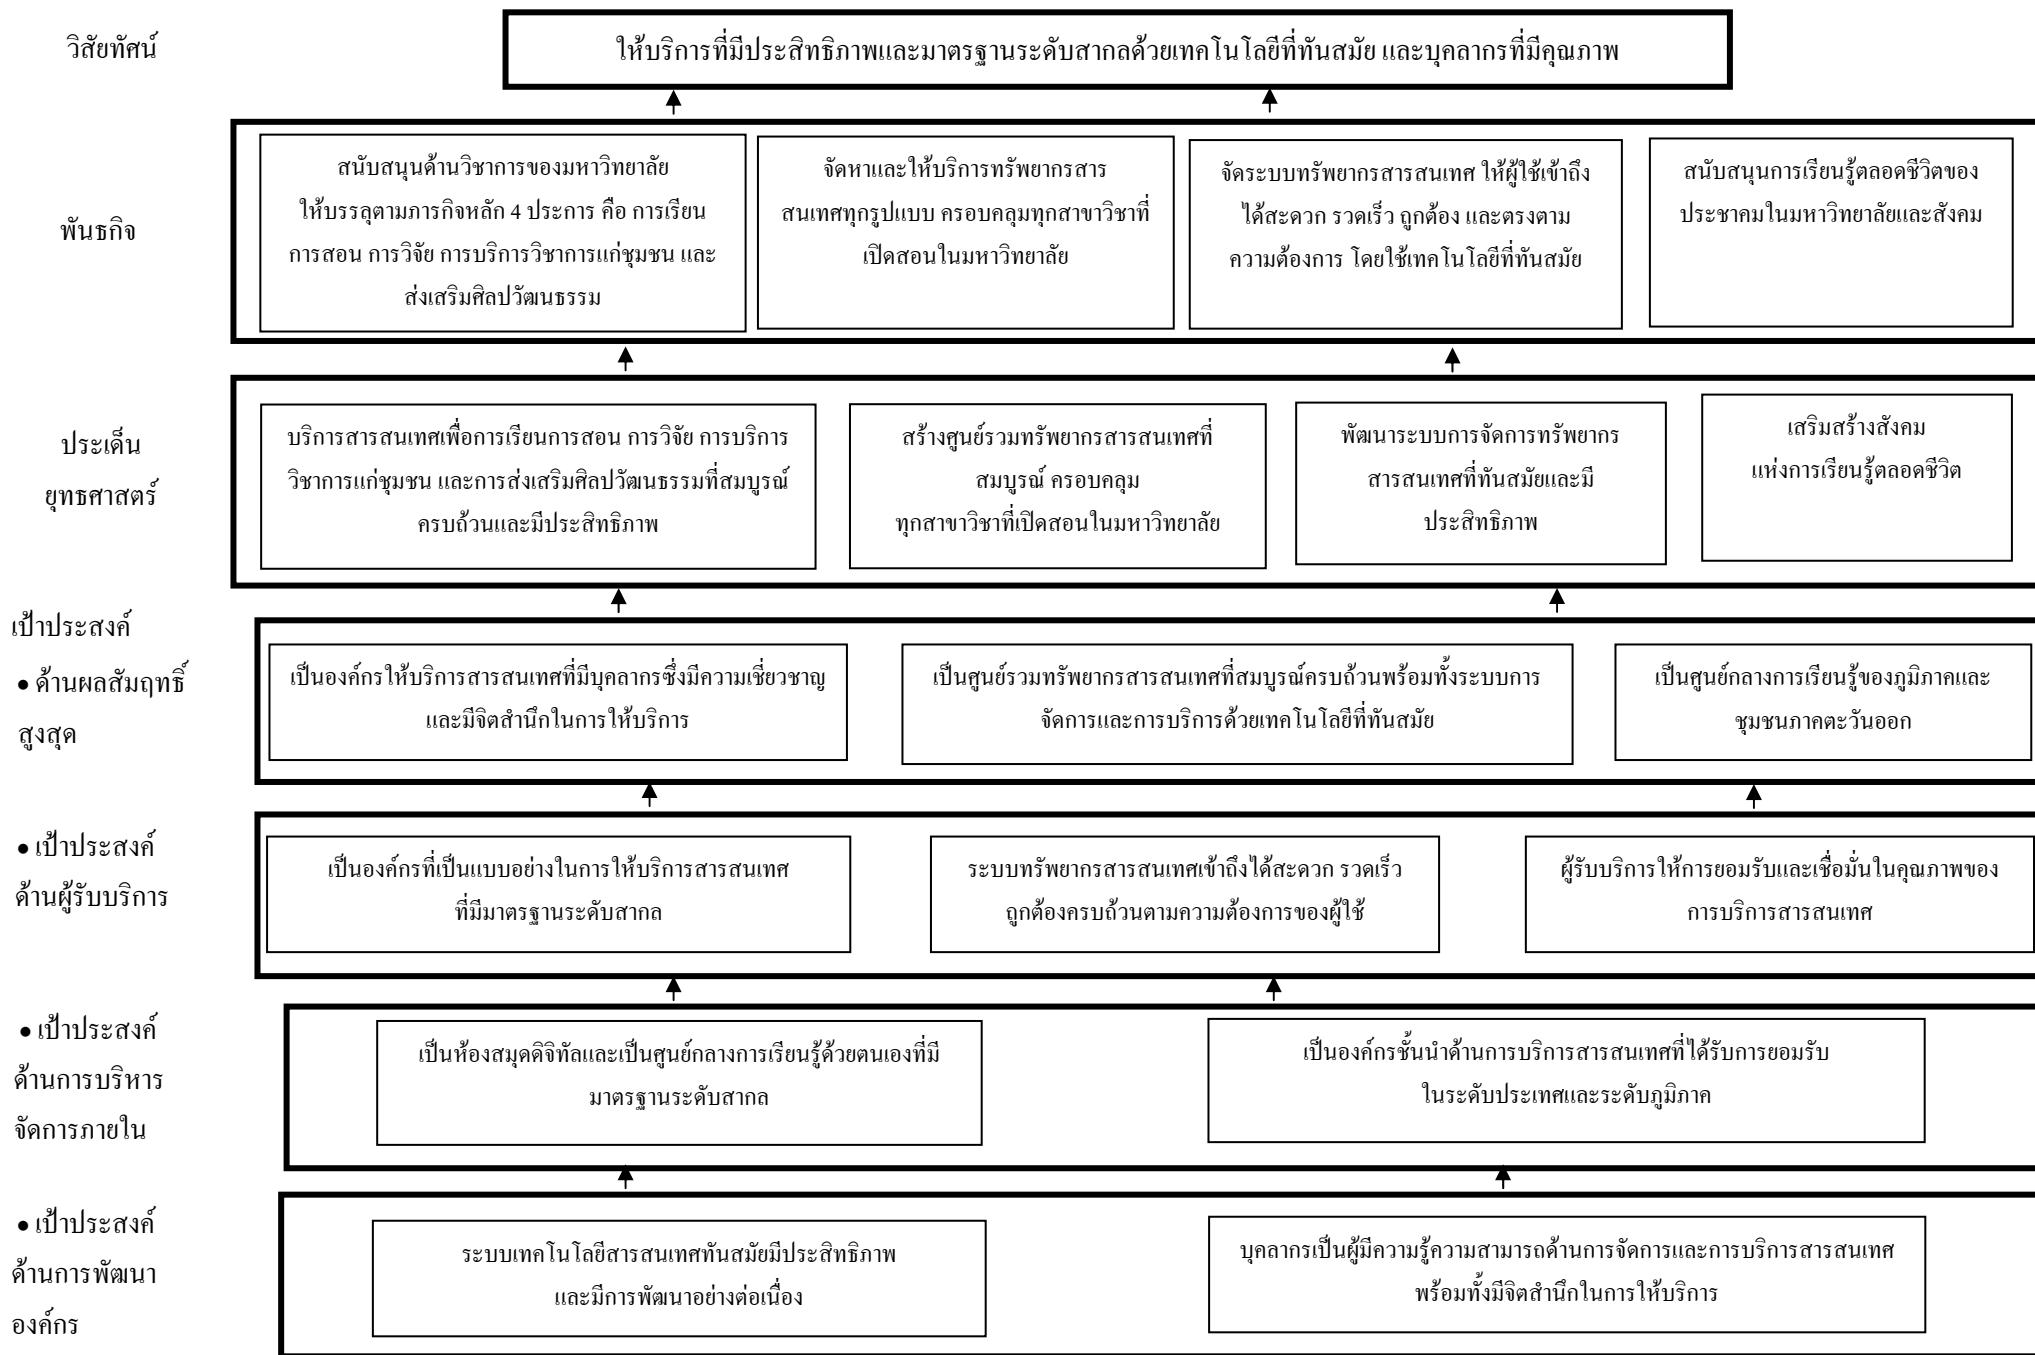 วิสัยทัศน์
ให้บริการที่มีประสิทธิภาพและมาตรฐานระดับสากลด้วยเทคโนโลยีที่ทันสมัย และบุคลากรที่มีคุณภาพ
พันธกิจ
สนับสนุนด้านวิชาการของมหาวิทยาลัย
ให้บรรลุตามภารกิจหลัก 4 ประการ คือ การเรียน
การสอน การวิจัย การบริการวิชาการแก่ชุมชน และ
ส่งเสริมศิลปวัฒนธรรม
จัดหาและให้บริการทรัพยากรสาร
สนเทศทุกรูปแบบ ครอบคลุมทุกสาขาวิชาที่
เปิดสอนในมหาวิทยาลัย
จัดระบบทรัพยากรสารสนเทศ ให้ผู้ใช้เข้าถึง
ได้สะดวก รวดเร็ว ถูกต้อง และตรงตาม
ความต้องการ โดยใช้เทคโนโลยีที่ทันสมัย
สนับสนุนการเรียนรู้ตลอดชีวิตของ
ประชาคมในมหาวิทยาลัยและสังคม
ประเด็น
ยุทธศาสตร์
บริการสารสนเทศเพื่อการเรียนการสอน การวิจัย การบริการ
วิชาการแก่ชุมชน และการส่งเสริมศิลปวัฒนธรรมที่สมบูรณ์
ครบถ้วนและมีประสิทธิภาพ
สร้างศูนย์รวมทรัพยากรสารสนเทศที่
สมบูรณ์ ครอบคลุม
ทุกสาขาวิชาที่เปิดสอนในมหาวิทยาลัย
พัฒนาระบบการจัดการทรัพยากร
สารสนเทศที่ทันสมัยและมี
ประสิทธิภาพ
เสริมสร้างสังคม
แห่งการเรียนรู้ตลอดชีวิต
เป้าประสงค์
• ด้านผลสัมฤทธิ์
สูงสุด
เป็นองค์กรให้บริการสารสนเทศที่มีบุคลากรซึ่งมีความเชี่ยวชาญ
และมีจิตสำนึกในการให้บริการ
เป็นศูนย์รวมทรัพยากรสารสนเทศที่สมบูรณ์ครบถ้วนพร้อมทั้งระบบการ
จัดการและการบริการด้วยเทคโนโลยีที่ทันสมัย
เป็นศูนย์กลางการเรียนรู้ของภูมิภาคและ
ชุมชนภาคตะวันออก
• เป้าประสงค์
ด้านผู้รับบริการ
เป็นองค์กรที่เป็นแบบอย่างในการให้บริการสารสนเทศ
ที่มีมาตรฐานระดับสากล
ระบบทรัพยากรสารสนเทศเข้าถึงได้สะดวก รวดเร็ว
ถูกต้องครบถ้วนตามความต้องการของผู้ใช้
ผู้รับบริการให้การยอมรับและเชื่อมั่นในคุณภาพของ
การบริการสารสนเทศ
• เป้าประสงค์
ด้านการบริหาร
จัดการภายใน
เป็นห้องสมุดดิจิทัลและเป็นศูนย์กลางการเรียนรู้ด้วยตนเองที่มี
มาตรฐานระดับสากล
เป็นองค์กรชั้นนำด้านการบริการสารสนเทศที่ได้รับการยอมรับ
ในระดับประเทศและระดับภูมิภาค
• เป้าประสงค์
ด้านการพัฒนา
องค์กร
ระบบเทคโนโลยีสารสนเทศทันสมัยมีประสิทธิภาพ
และมีการพัฒนาอย่างต่อเนื่อง
บุคลากรเป็นผู้มีความรู้ความสามารถด้านการจัดการและการบริการสารสนเทศ
พร้อมทั้งมีจิตสำนึกในการให้บริการ